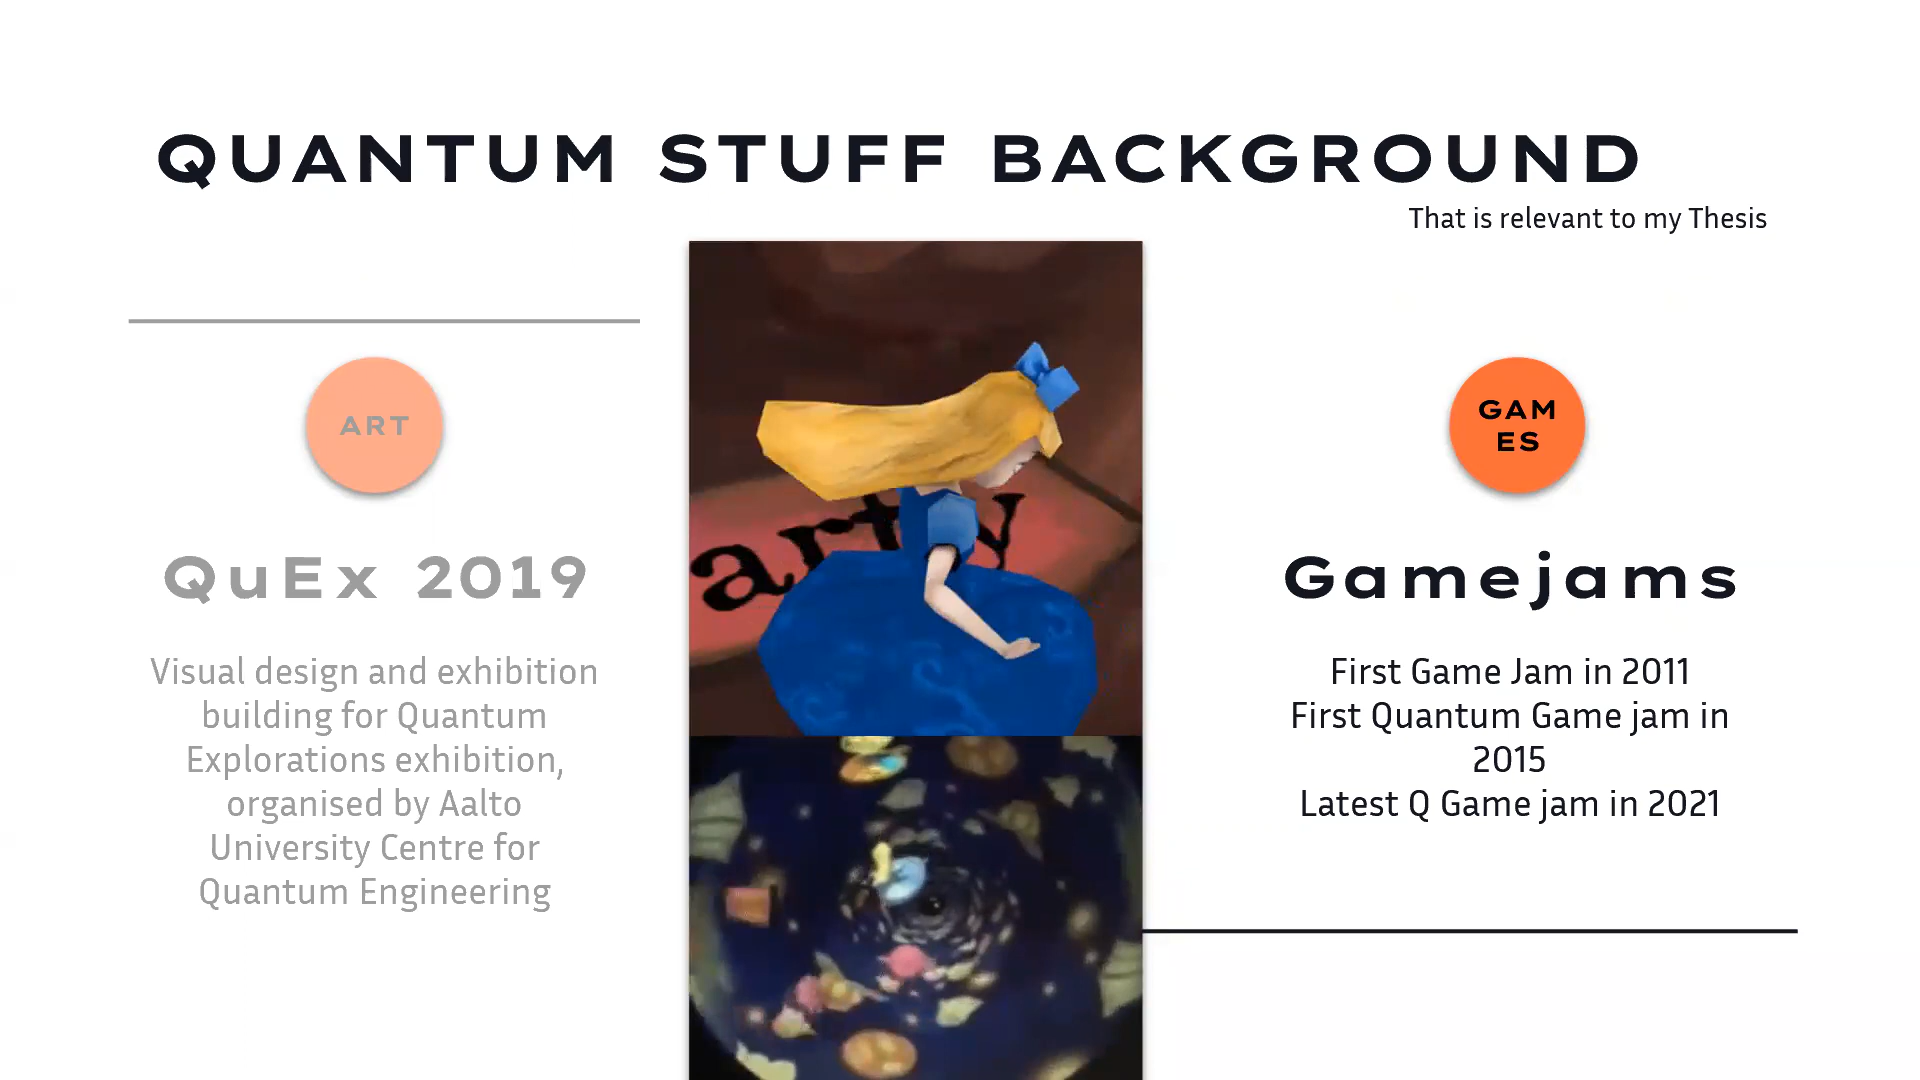 QUANTUM STUFF BACKGROUND
That is relevant to my Thesis
ART
QuEx 2019
Visual design and exhibition
building for Quantum
Explorations exhibition,
organised by Aalto
University Centre for
Quantum Engineering
arty
GAM
ES
Gamejams
First Game Jam in 2011
First Quantum Game jam in
2015
Latest Q Game jam in 2021